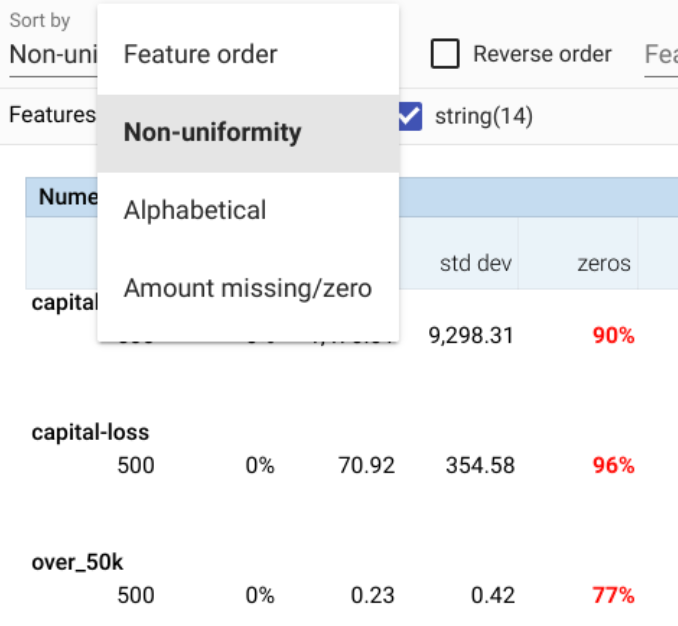 Sort by
Non-uni
Feature order
Reverse order
Fea
Features
Non-uniformity
string(14)
Nume
Alphabetical
std dev
zeros
Amount missing/zero
capital
9,298.31
90%
capital-loss
500 0% 70.92 354.58 96%
over_50k
500 0% 0.23 0.42 77%